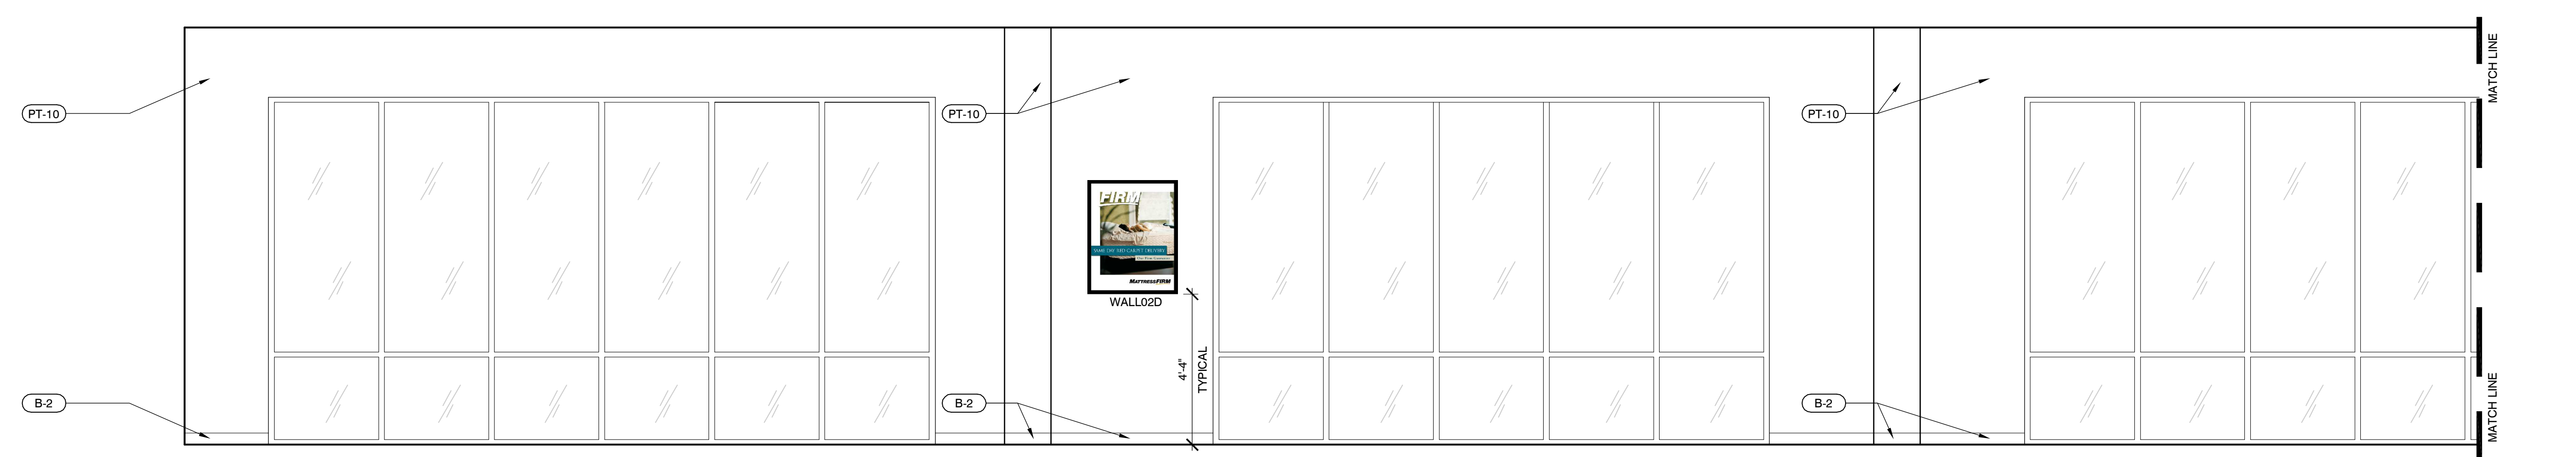 PT-10
PT-10
PT-10
MATCH LINE
FIRM
SAME DAY RED CARPET DELIVERY
MATTRESSFIRM
WALL02D
4'-4"
TYPICAL
B-2
B-2
B-2
MATCH LINE